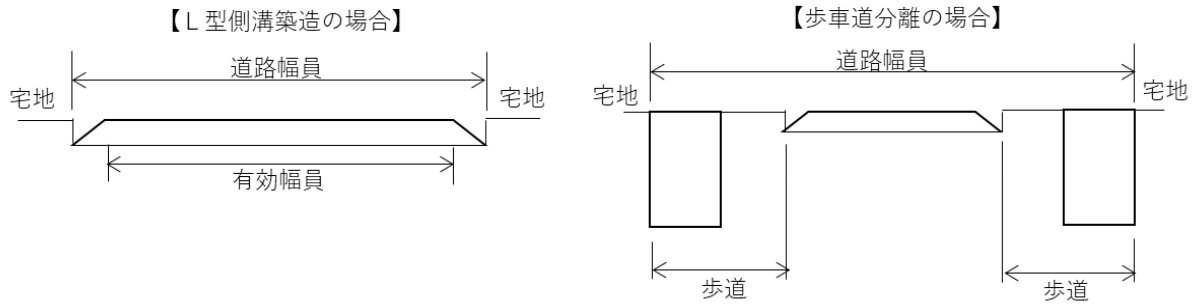 【Ｌ型側溝築造の場合】
道路幅員
宅地
宅地
有効幅員
【歩車道分離の場合】
道路幅員
宅地
宅地
歩道
歩道